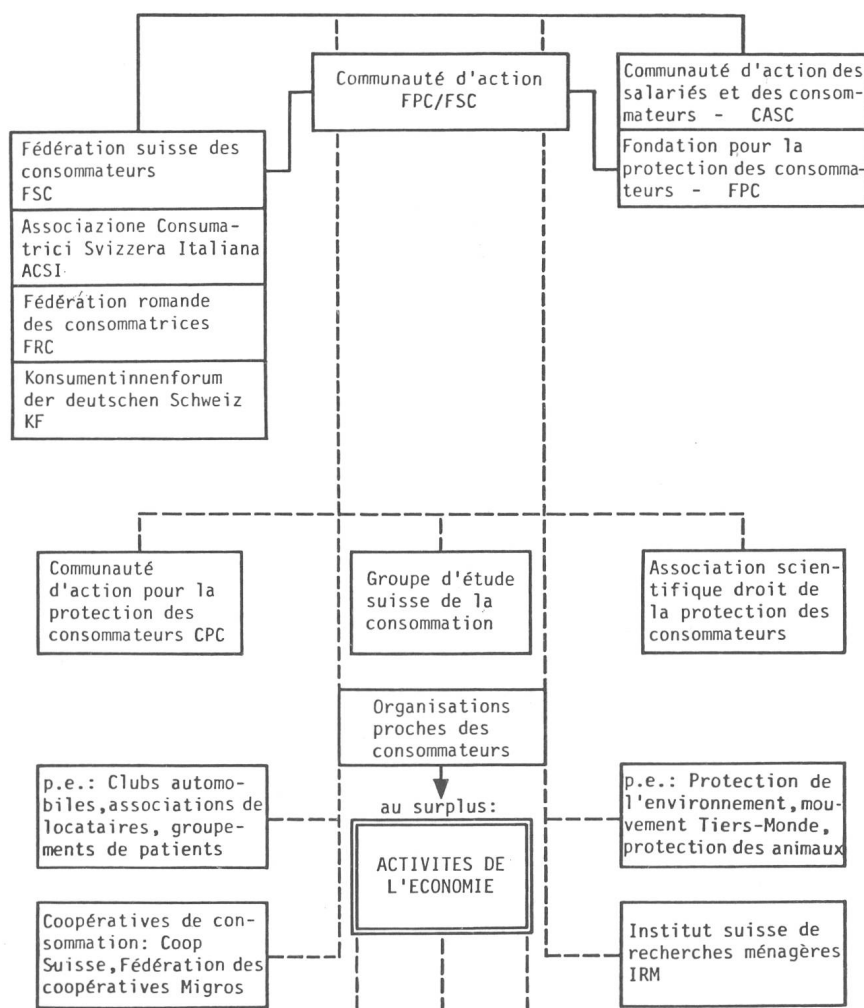 Communauté d'action
FPC/FSC
Communauté d'action des
salariés et des consom-
mateurs - CASC
Fondation pour la
protection des consomma-
teurs - FPC
Fédération suisse des
consommateurs
FSC
Associazione Consuma-
trici Svizzera Italiana
ACSI
Fédération romande
des consommatrices
FRC
Konsumentinnenforum
der deutschen Schweiz
KF
Communauté
d'action pour la
protection des
consommateurs CPC
Groupe d'étude
suisse de la
consommation
Association scien-
tifique droit de
la protection des
consommateurs
Organisations
proches des
consommateurs
p.e.: Clubs automo-
biles,associations de
locataires, groupe-
ments de patients
au surplus:
ACTIVITES DE
L'ECONOMIE
p.e.: Protection de
l'environnement,mou-
vement Tiers-Monde,
protection des animaux
Coopératives de con-
sommation: Coop
Suisse,Fédération des
coopératives Migros
Institut suisse de
recherches ménagères
IRM